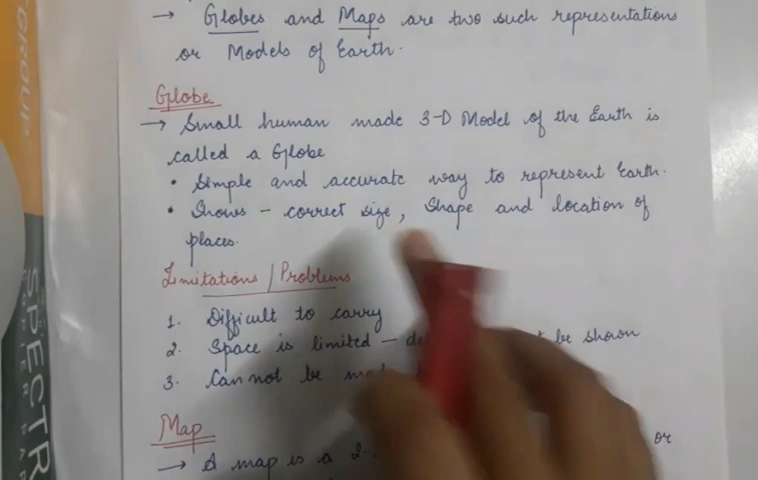 → Globes and Maps are two such representations
or Models of Earth.
Globe
→ Small human made 3-D Model of the Earth is
called a Globe
• Simple and accurate way to represent Earth.
• Shows - correct size, Shape and location of
places.
Limitations / Problems
1. Difficult to carry
2. Space is limited - be shown
3. Can not be
Map
→ A map is a or
GROUP
SPECTR